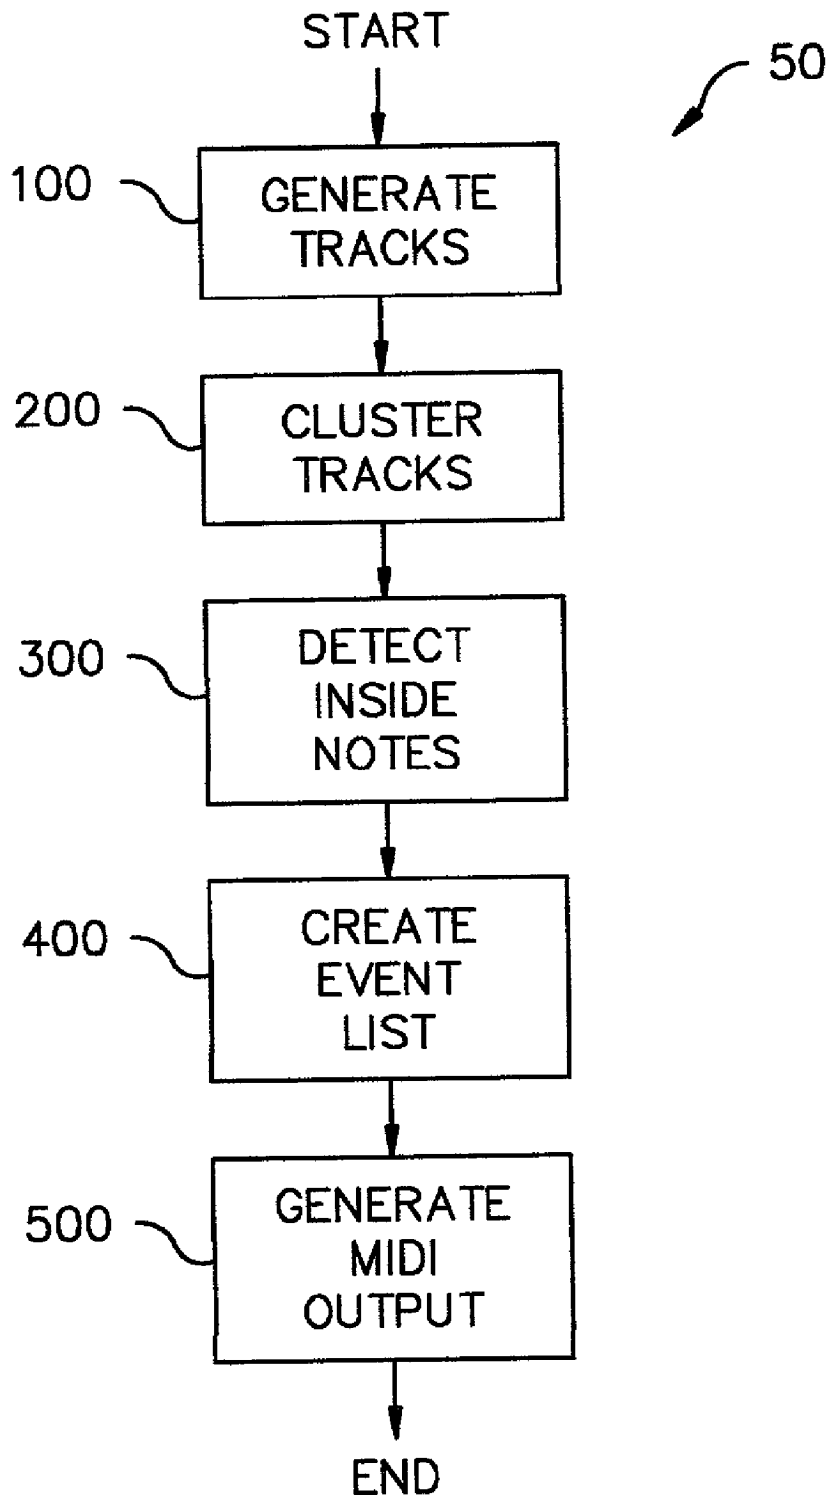 START
50
100
GENERATE
TRACKS
200
CLUSTER
TRACKS
300
DETECT
INSIDE
NOTES
400
CREATE
EVENT
LIST
500
GENERATE
MIDI
OUTPUT
END